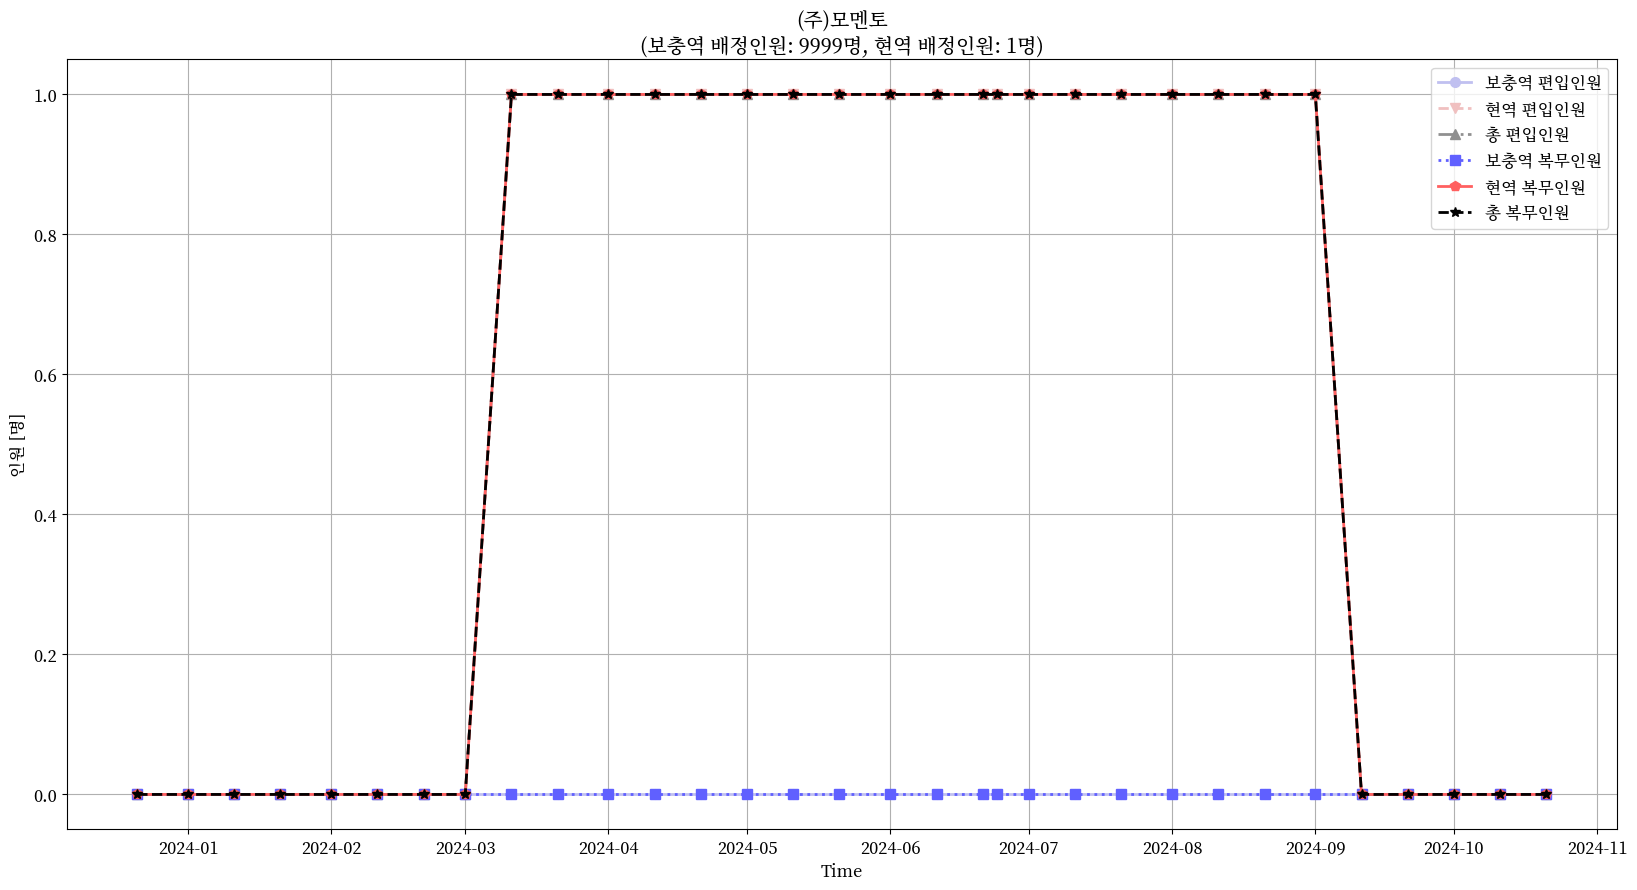 (주)모멘토
(보충역 배정인원: 9999명, 현역 배정인원: 1명)
보충역 편입인원
현역 편입인원
총 편입인원
보충역 복무인원
현역 복무인원
총 복무인원
인원 [명]
1.0
0.8
0.6
0.4
0.2
0.0
2024-01 2024-02 2024-03 2024-04 2024-05 2024-06 2024-07 2024-08 2024-09 2024-10 2024-11
Time